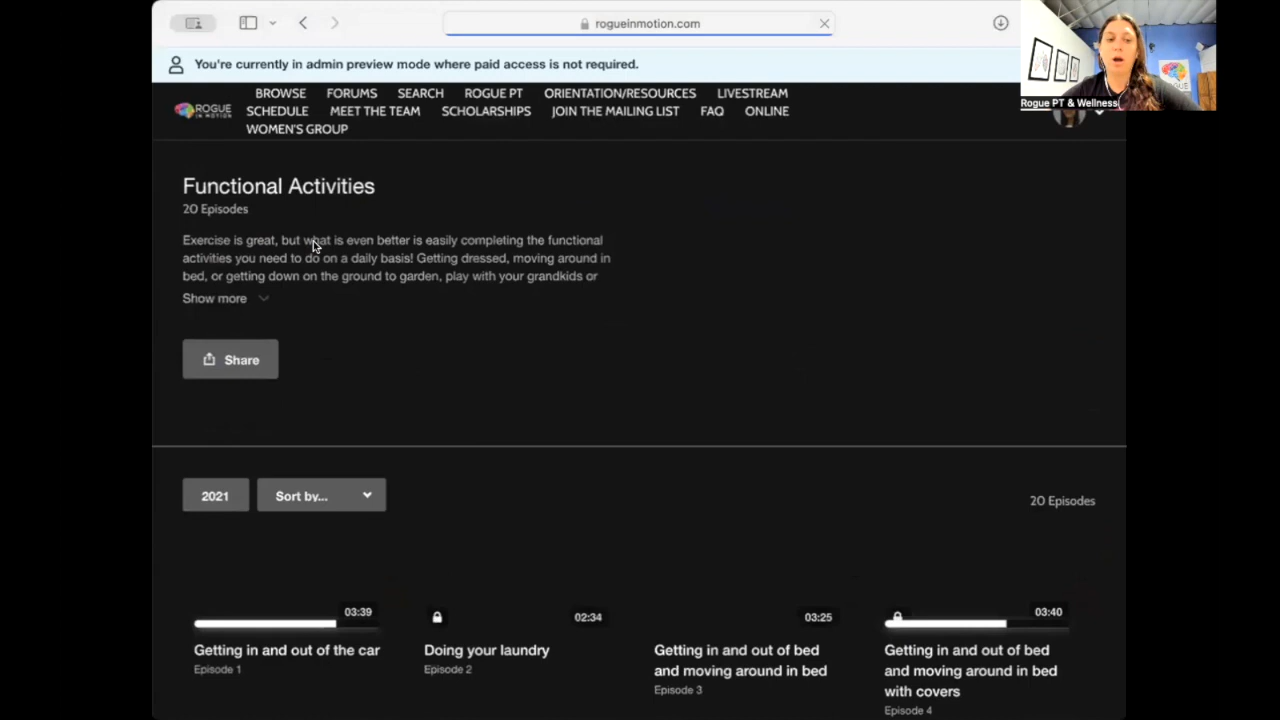 rogueinmotion.com
You're currently in admin preview mode where paid access is not required.
Rogue PT & Wellness
ROGUE
IN MOTION
BROWSE FORUMS SEARCH ROGUE PT ORIENTATION/RESOURCES LIVESTREAM
SCHEDULE MEET THE TEAM SCHOLARSHIPS JOIN THE MAILING LIST FAQ ONLINE
WOMEN'S GROUP
Functional Activities
20 Episodes
Exercise is great, but what is even better is easily completing the functional
activities you need to do on a daily basis! Getting dressed, moving around in
bed, or getting down on the ground to garden, play with your grandkids or
Show more
Share
2021 Sort by...
20 Episodes
03:39
02:34
03:25
03:40
Getting in and out of the car
Episode 1
Doing your laundry
Episode 2
Getting in and out of bed
and moving around in bed
Episode 3
Getting in and out of bed
and moving around in bed
with covers
Episode 4